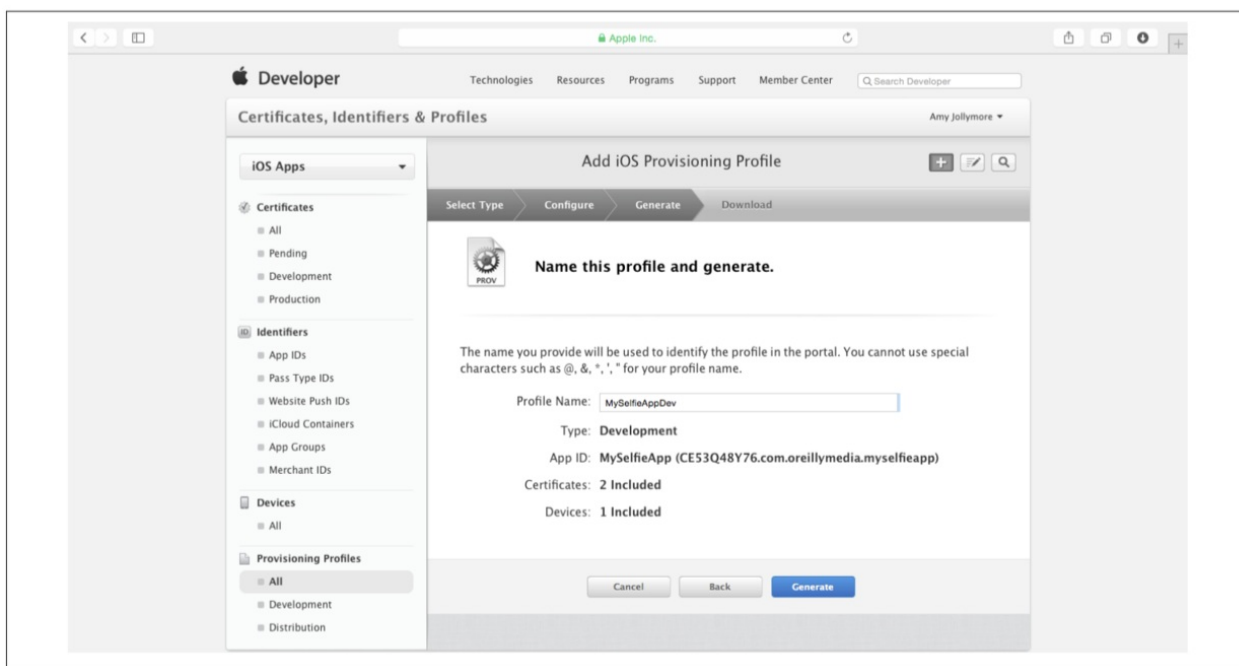 Apple Inc.
Developer
Technologies Resources Programs Support Member Center Search Developer
Certificates, Identifiers & Profiles
Amy Jollymore
iOS Apps
Add iOS Provisioning Profile
Select Type Configure Generate Download
Certificates
All
Pending
Development
Production
Identifiers
App IDs
Pass Type IDs
Website Push IDs
iCloud Containers
App Groups
Merchant IDs
Devices
All
Provisioning Profiles
All
Development
Distribution
PROV
Name this profile and generate.
The name you provide will be used to identify the profile in the portal. You cannot use special
characters such as @, &, *, ', " for your profile name.
Profile Name: MySelfieAppDev
Type: Development
App ID: MySelfieApp (CE53Q48Y76.com.oreillymedia.myselfieapp)
Certificates: 2 Included
Devices: 1 Included
Cancel Back Generate